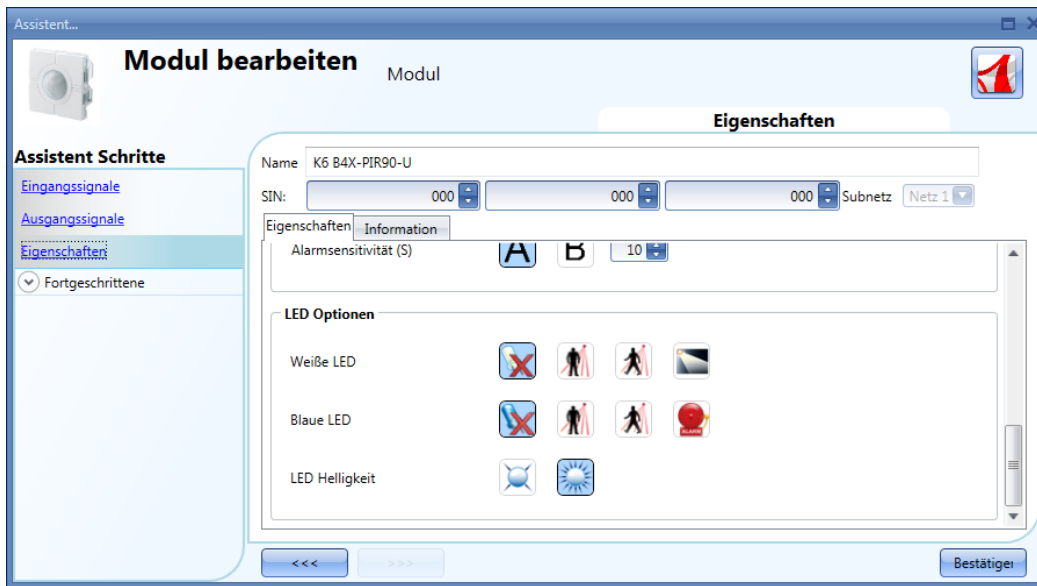 Assistent...
Modul bearbeiten
Modul
Eigenschaften
Assistent Schritte
Eingangssignale
Ausgangssignale
Eigenschaften
Fortgeschrittene
Name K6 B4X-PIR90-U
SIN: 000 000 000 Subnetz Netz 1
Eigenschaften Information
Alarmsensitivität (S) A B 10
LED Optionen
Weiße LED
Blaue LED
ALARM
LED Helligkeit
<<< >>> Bestätiger